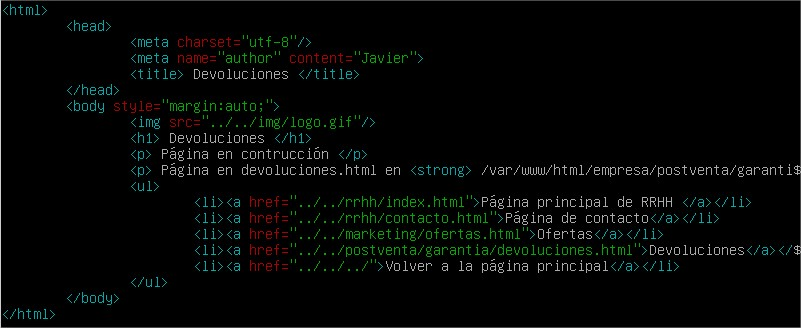 <html>
<head>
<meta charset="utf-8"/>
<meta name="author" content="Javier">
<title> Devoluciones </title>
</head>
<body style="margin:auto;">
<img src="../../img/logo.gif"/>
<h1> Devoluciones </h1>
<p> Página en contrucción </p>
<p> Página en devoluciones.html en <strong> /var/www/html/empresa/postventa/garanti$
<ul>
<li><a href="../../rrhh/index.html">Página principal de RRHH </a></li>
<li><a href="../../rrhh/contacto.html">Página de contacto</a></li>
<li><a href="../../marketing/ofertas.html">Ofertas</a></li>
<li><a href="../../postventa/garantia/devoluciones.html">Devoluciones</a></$
<li><a href="../../../">Volver a la página principal</a></li>
</ul>
</body>
</html>